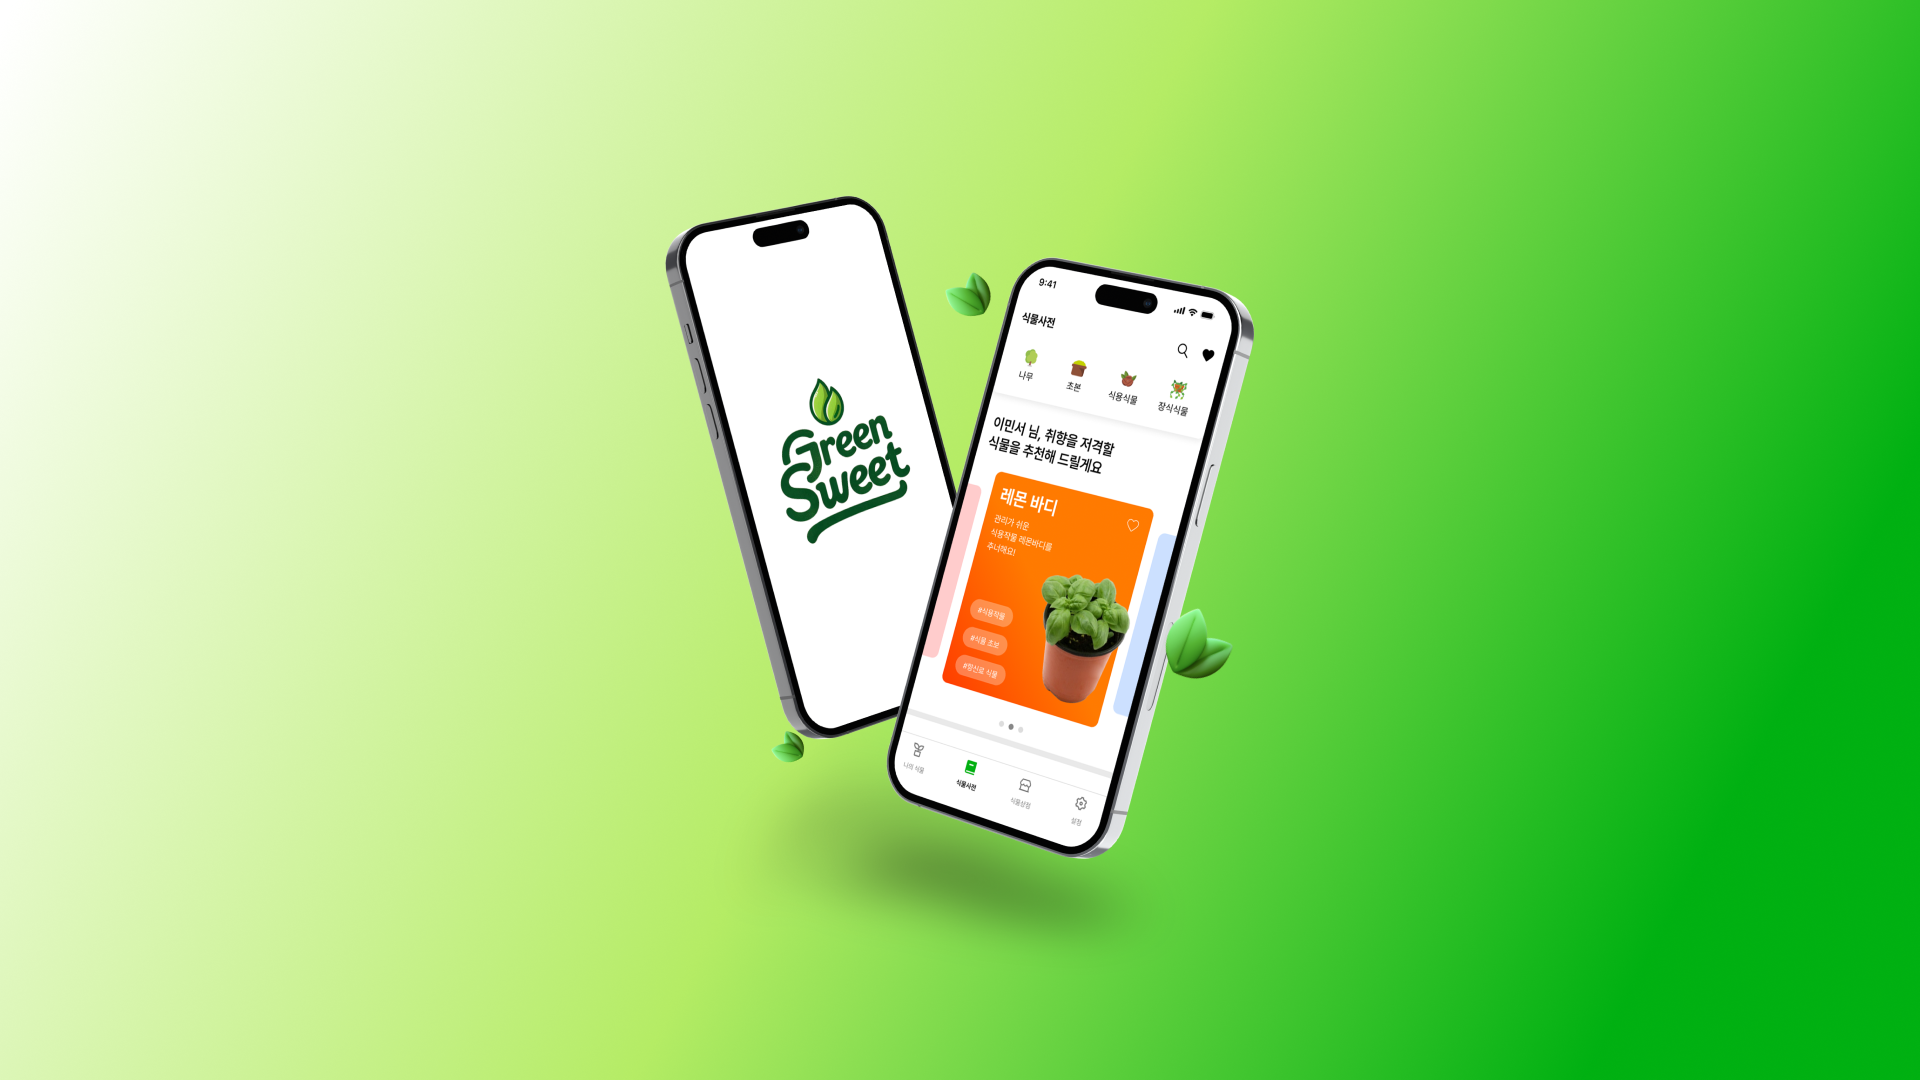 Green
Sweet
9:41
식물사전
나무
초본
식용식물
장식식물
이민서 님, 취향을 저격할
식물을 추천해 드릴게요
레몬 바디
관리가 쉬운
식용작물 레몬바디를
추너해요!
#식용작물
#식물 초보
#향신료 식물
나의 식물
식물사전
식물상점
설정